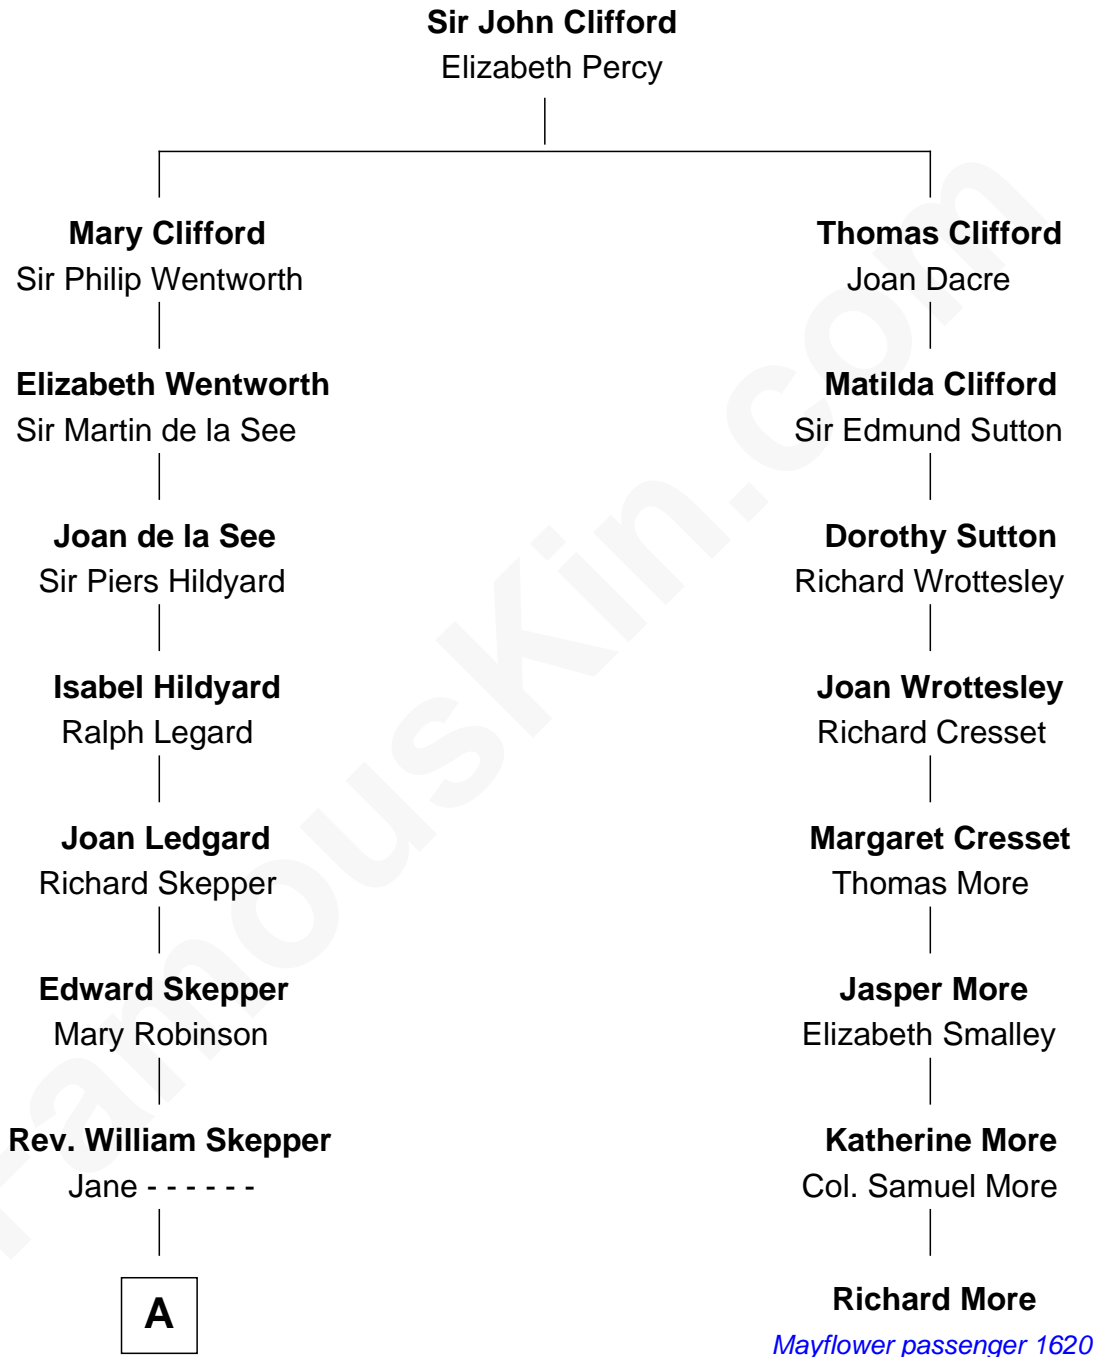 Sir John Clifford
Elizabeth Percy
Mary Clifford
Sir Philip Wentworth
Elizabeth Wentworth
Sir Martin de la See
Joan de la See
Sir Piers Hildyard
Isabel Hildyard
Ralph Legard
Joan Ledgard
Richard Skepper
Edward Skepper
Mary Robinson
Rev. William Skepper
Jane - - - - - -
A
Thomas Clifford
Joan Dacre
Matilda Clifford
Sir Edmund Sutton
Dorothy Sutton
Richard Wrottesley
Joan Wrottesley
Richard Cresset
Margaret Cresset
Thomas More
Jasper More
Elizabeth Smalley
Katherine More
Col. Samuel More
Richard More
Mayflower passenger 1620
FamousKin.com